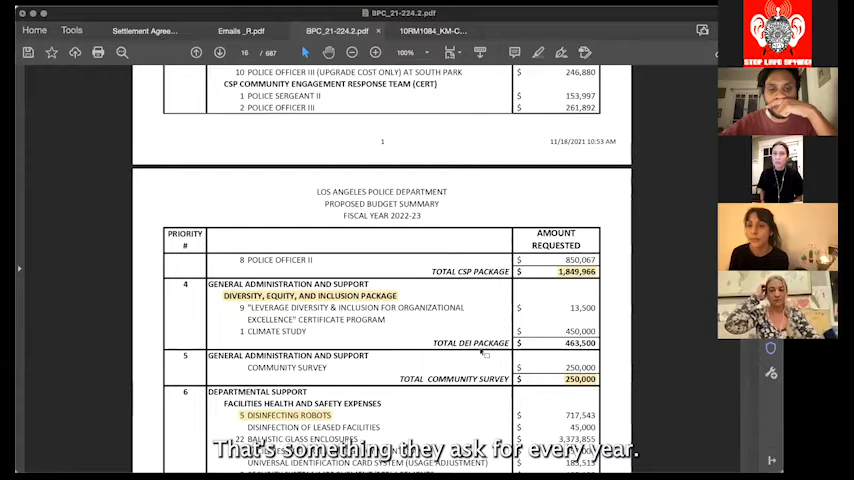 BPC_21-224.2.pdf
Home Tools Settlement Agree... Emails _R.pdf BPC_21-224.2.pdf 10RM1084_KM-C...
16 / 687 100%
10 POLICE OFFICER III (UPGRADE COST ONLY) AT SOUTH PARK $ 246,880
CSP COMMUNITY ENGAGEMENT RESPONSE TEAM (CERT)
1 POLICE SERGEANT II $ 153,997
2 POLICE OFFICER III $ 261,892
1 11/18/2021 10:53 AM
LOS ANGELES POLICE DEPARTMENT
PROPOSED BUDGET SUMMARY
FISCAL YEAR 2022-23
PRIORITY # AMOUNT REQUESTED
8 POLICE OFFICER II $ 850,067
TOTAL CSP PACKAGE $ 1,849,966
4 GENERAL ADMINISTRATION AND SUPPORT
DIVERSITY, EQUITY, AND INCLUSION PACKAGE
9 "LEVERAGE DIVERSITY & INCLUSION FOR ORGANIZATIONAL $ 13,500
EXCELLENCE" CERTIFICATE PROGRAM
1 CLIMATE STUDY $ 450,000
TOTAL DEI PACKAGE $ 463,500
5 GENERAL ADMINISTRATION AND SUPPORT
COMMUNITY SURVEY $ 250,000
TOTAL COMMUNITY SURVEY $ 250,000
6 DEPARTMENTAL SUPPORT
FACILITIES HEALTH AND SAFETY EXPENSES
5 DISINFECTING ROBOTS $ 717,543
DISINFECTION OF LEASED FACILITIES $ 45,000
22 BALLISTIC GLASS ENCLOSURES $ 3,373,855
That's something they ask for every year.
UNIVERSAL IDENTIFICATION CARD SYSTEM (USAGE ADJUSTMENT) $ 183,515
STOP LAPD SPYING!